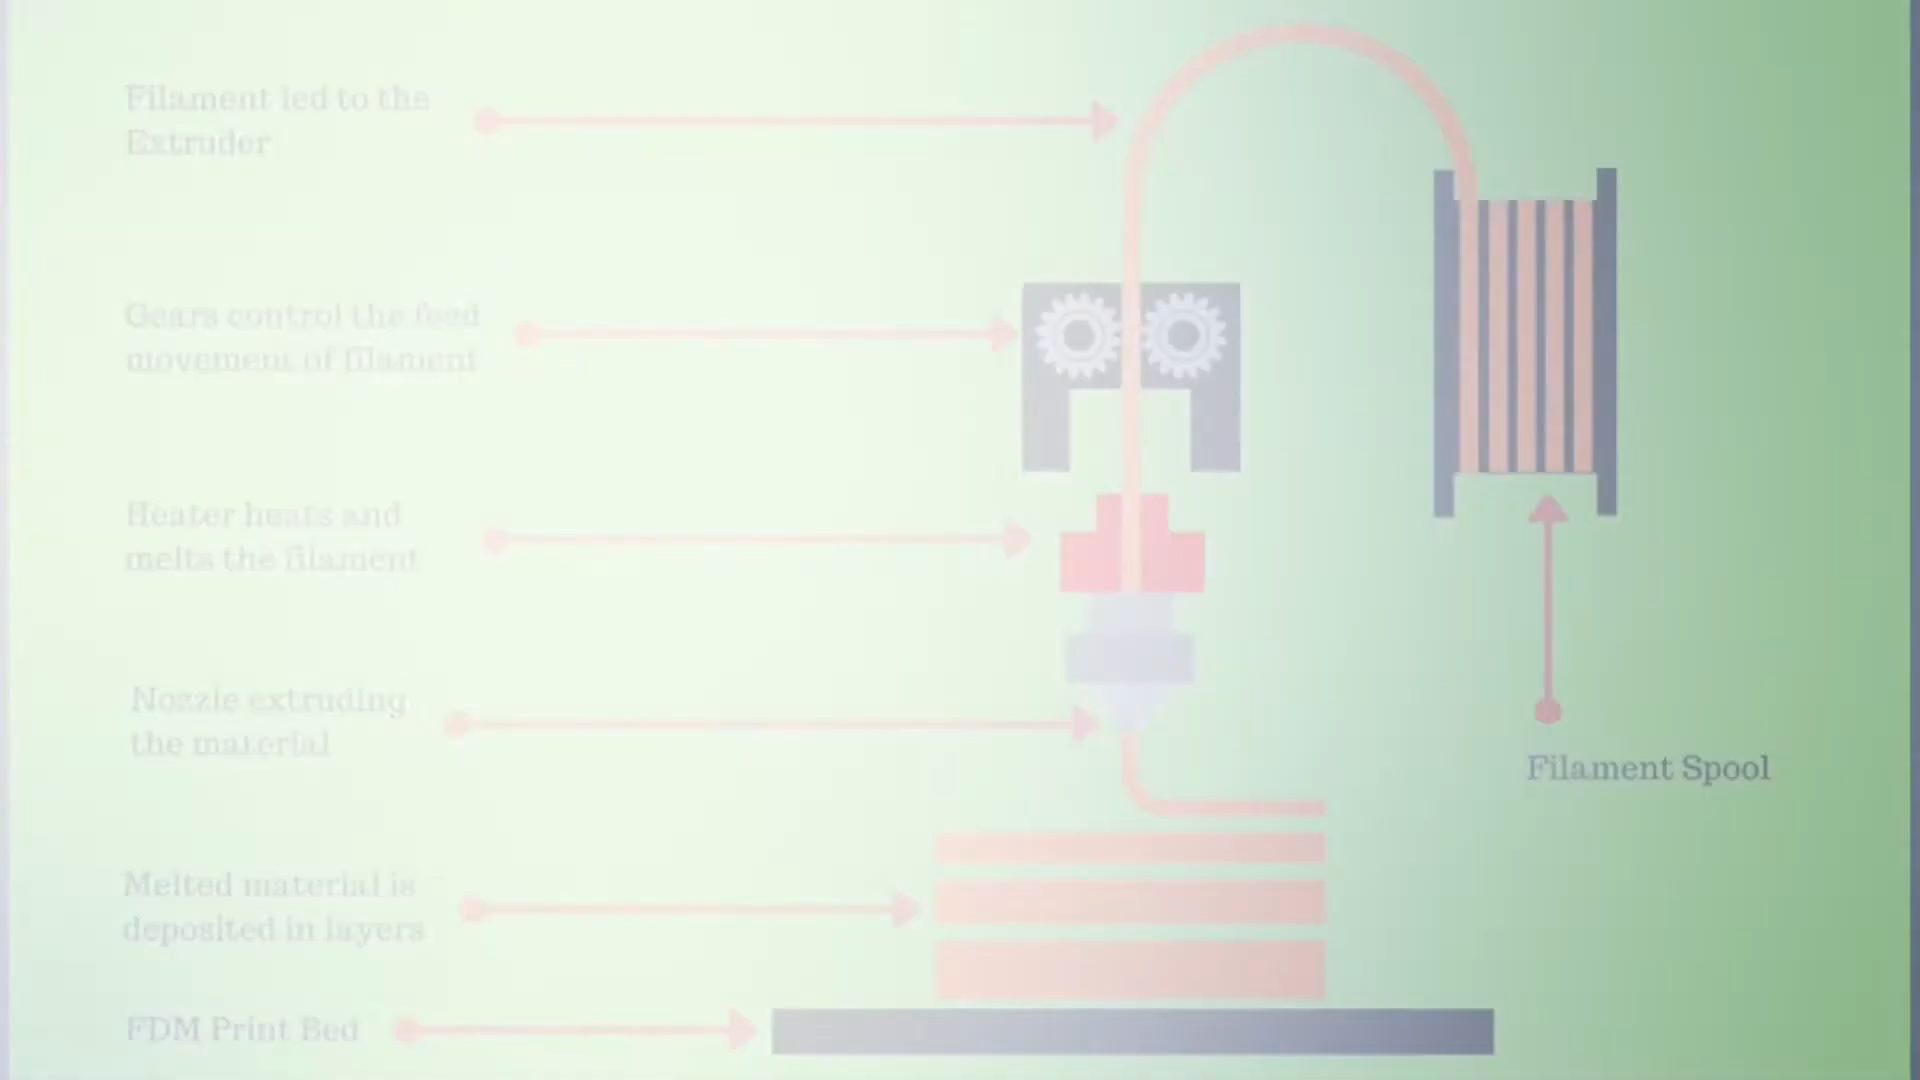 Filament led to the
Extruder
Gears control the feed
movement of filament
Heater heats and
melts the filament
Nozzle extruding
the material
Melted material is
deposited in layers
FDM Print Bed
Filament Spool